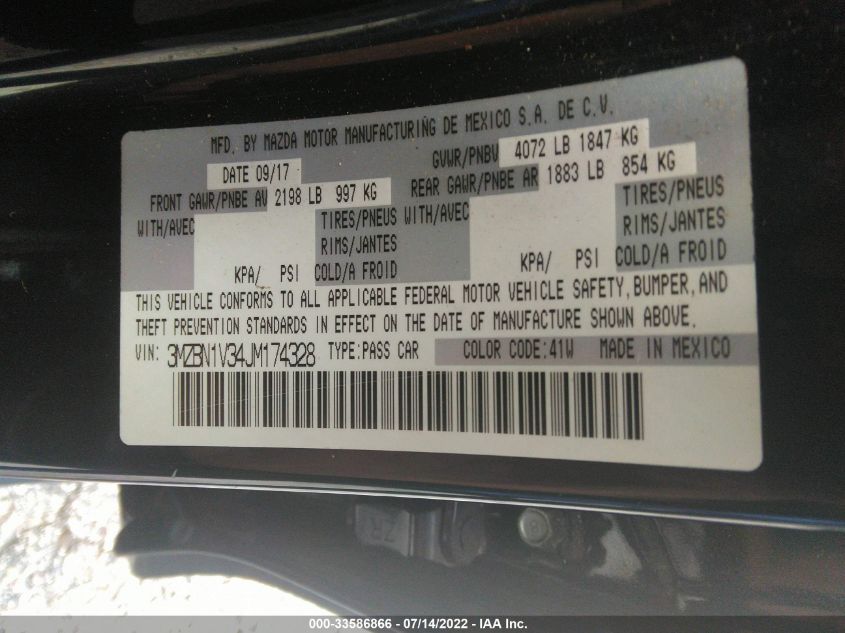 MFD. BY MAZDA MOTOR MANUFACTURING DE MEXICO S.A. DE C.V.
DATE 09/17 GVWR/PNBV 4072 LB 1847 KG
FRONT GAWR/PNBE AV 2198 LB 997 KG REAR GAWR/PNBE AR 1883 LB 854 KG
WITH/AVEC TIRES/PNEUS WITH/AVEC TIRES/PNEUS
RIMS/JANTES RIMS/JANTES
KPA/ PSI COLD/A FROID KPA/ PSI COLD/A FROID
THIS VEHICLE CONFORMS TO ALL APPLICABLE FEDERAL MOTOR VEHICLE SAFETY, BUMPER, AND
THEFT PREVENTION STANDARDS IN EFFECT ON THE DATE OF MANUFACTURE SHOWN ABOVE.
VIN: 3MZBN1V34JM174328 TYPE:PASS CAR COLOR CODE:41W MADE IN MEXICO
ZR 8
000-33586866 - 07/14/2022 - IAA Inc.